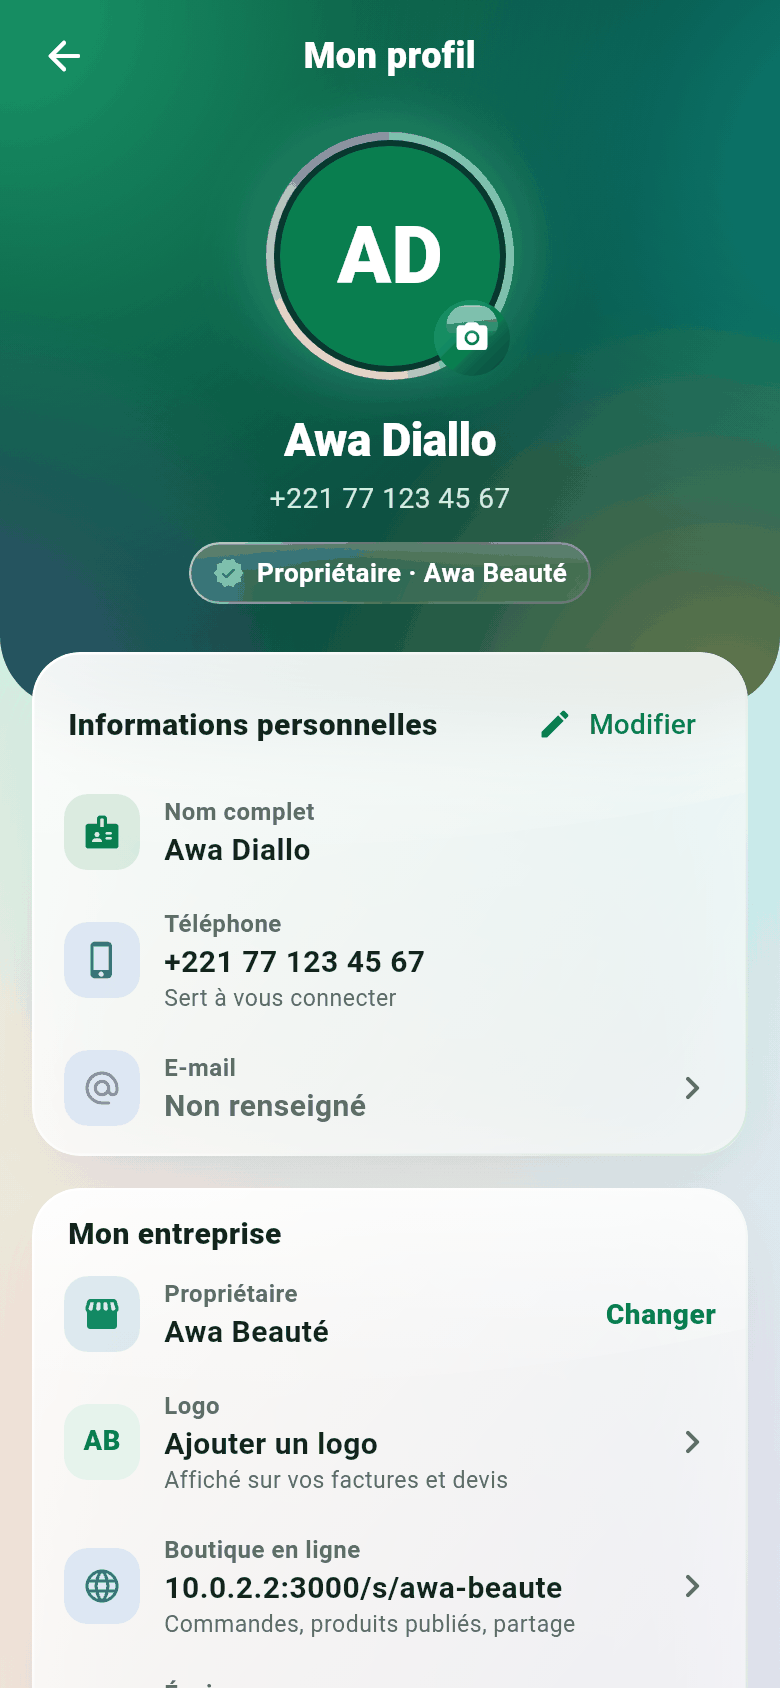 Mon profil
AD
Awa Diallo
+221 77 123 45 67
Propriétaire · Awa Beauté
Informations personnelles
Modifier
Nom complet
Awa Diallo
Téléphone
+221 77 123 45 67
Sert à vous connecter
E-mail
Non renseigné
Mon entreprise
Propriétaire
Awa Beauté
Changer
AB
Logo
Ajouter un logo
Affiché sur vos factures et devis
Boutique en ligne
10.0.2.2:3000/s/awa-beaute
Commandes, produits publiés, partage